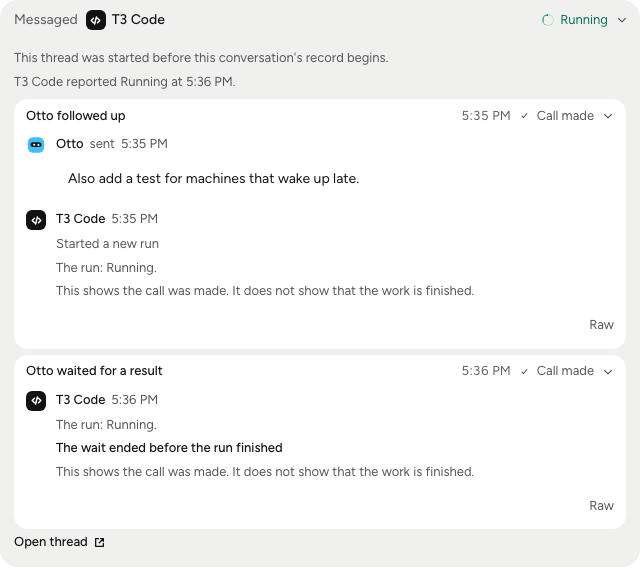 Messaged T3 Code Running
This thread was started before this conversation's record begins.
T3 Code reported Running at 5:36 PM.
Otto followed up 5:35 PM ✓ Call made
Otto sent 5:35 PM
Also add a test for machines that wake up late.
T3 Code 5:35 PM
Started a new run
The run: Running.
This shows the call was made. It does not show that the work is finished.
Raw
Otto waited for a result 5:36 PM ✓ Call made
T3 Code 5:36 PM
The run: Running.
The wait ended before the run finished
This shows the call was made. It does not show that the work is finished.
Raw
Open thread